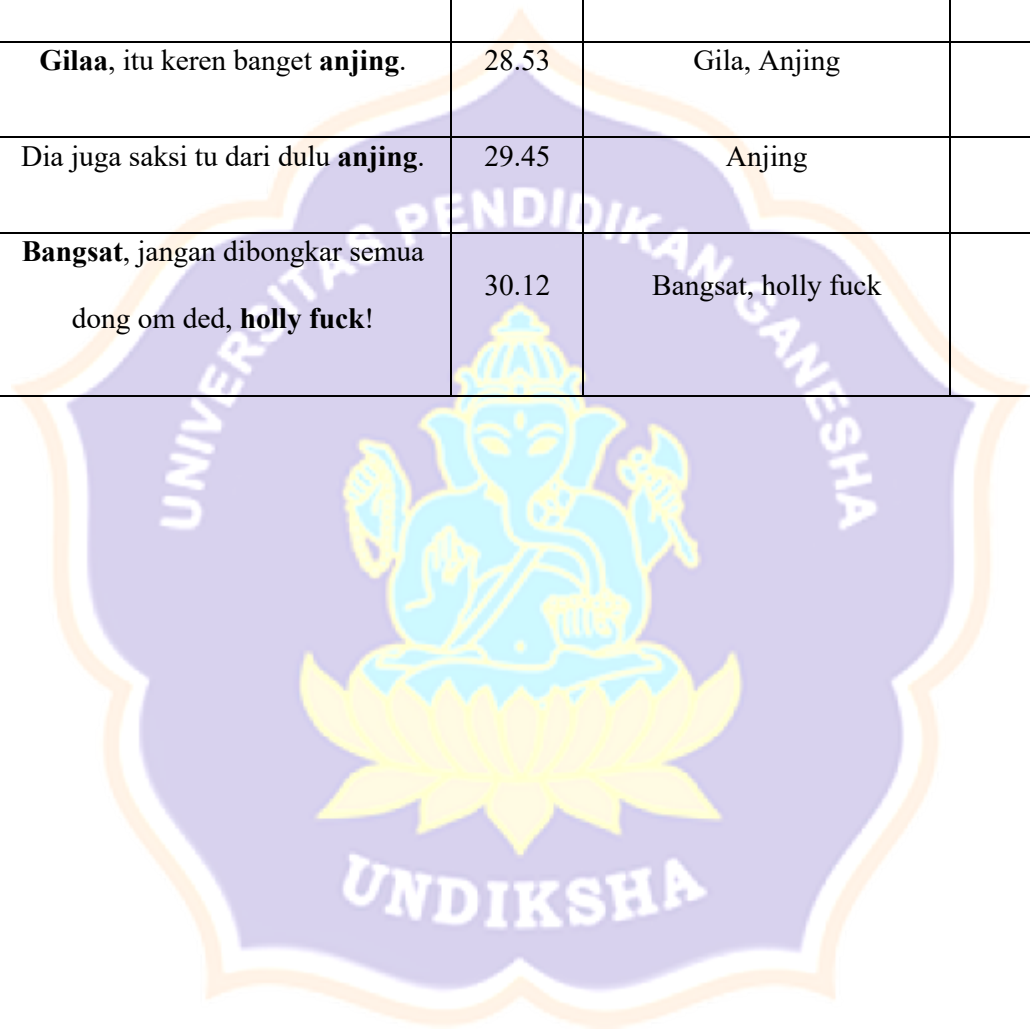 Gilaa, itu keren banget anjing. 28.53 Gila, Anjing
Dia juga saksi tu dari dulu anjing. 29.45 Anjing
Bangsat, jangan dibongkar semua
dong om ded, holly fuck! 30.12 Bangsat, holly fuck
UNIVERSITAS PENDIDIKAN GANESHA
UNDIKSHA